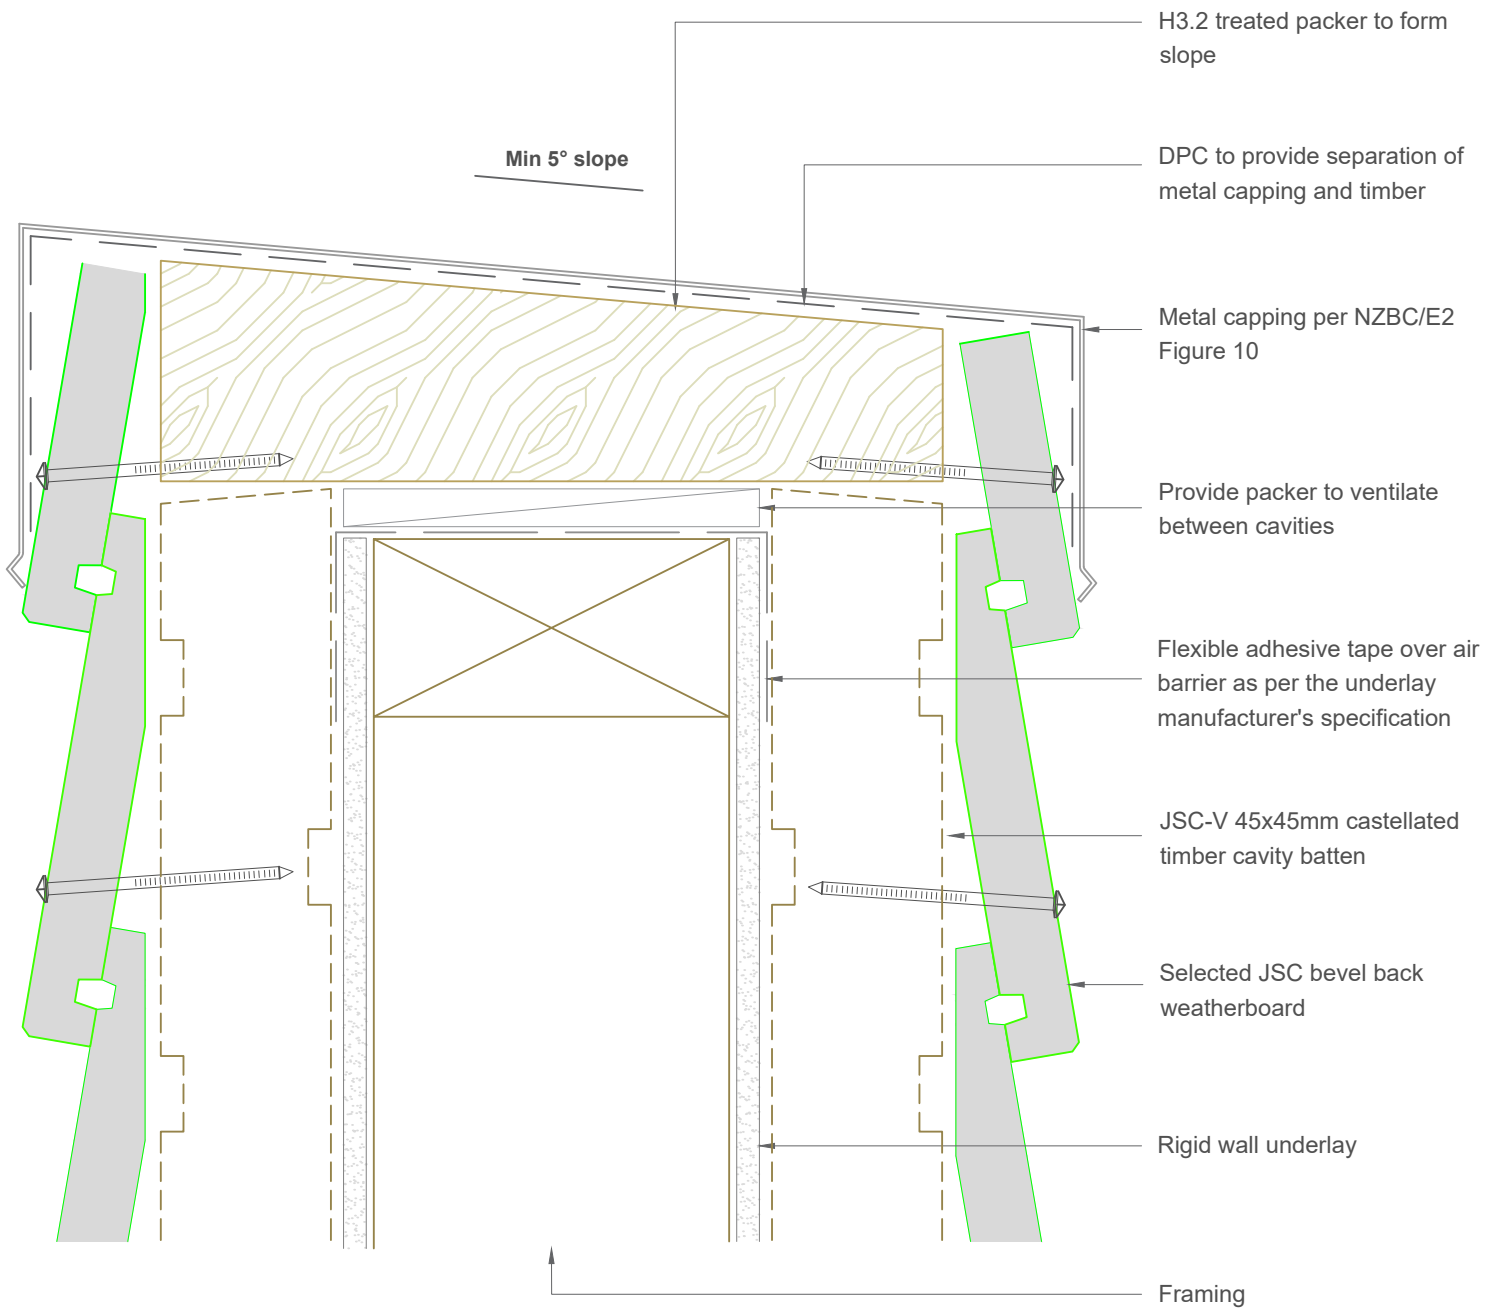 H3.2 treated packer to form
slope
Min 5° slope
DPC to provide separation of
metal capping and timber
Metal capping per NZBC/E2
Figure 10
Provide packer to ventilate
between cavities
Flexible adhesive tape over air
barrier as per the underlay
manufacturer's specification
JSC-V 45x45mm castellated
timber cavity batten
Selected JSC bevel back
weatherboard
Rigid wall underlay
Framing